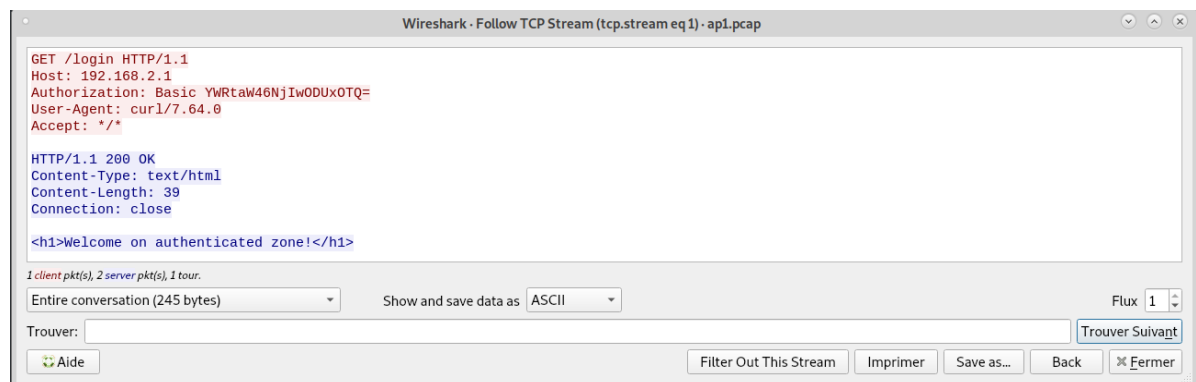 Wireshark · Follow TCP Stream (tcp.stream eq 1) · ap1.pcap
GET /login HTTP/1.1
Host: 192.168.2.1
Authorization: Basic YWRtaW46NjIwODUxOTQ=
User-Agent: curl/7.64.0
Accept: */*
HTTP/1.1 200 OK
Content-Type: text/html
Content-Length: 39
Connection: close
<h1>Welcome on authenticated zone!</h1>
1 client pkt(s), 2 server pkt(s), 1 tour.
Entire conversation (245 bytes) Show and save data as ASCII Flux 1
Trouver: Trouver Suivant
Aide Filter Out This Stream Imprimer Save as... Back Fermer